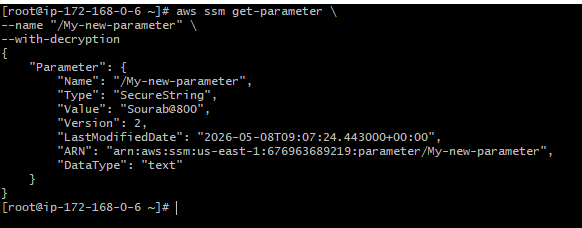 [root@ip-172-168-0-6 ~]# aws ssm get-parameter \
--name "/My-new-parameter" \
--with-decryption
{
    "Parameter": {
        "Name": "/My-new-parameter",
        "Type": "SecureString",
        "Value": "Sourab@800",
        "Version": 2,
        "LastModifiedDate": "2026-05-08T09:07:24.443000+00:00",
        "ARN": "arn:aws:ssm:us-east-1:676963689219:parameter/My-new-parameter",
        "DataType": "text"
    }
}
[root@ip-172-168-0-6 ~]#